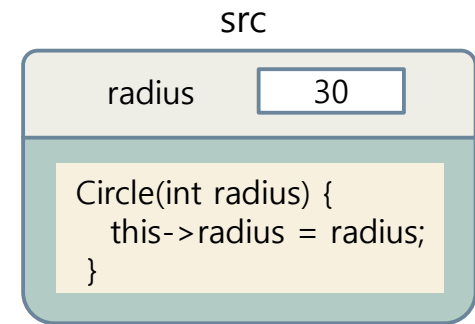 src
radius 30
Circle(int radius) {
this->radius = radius;
}